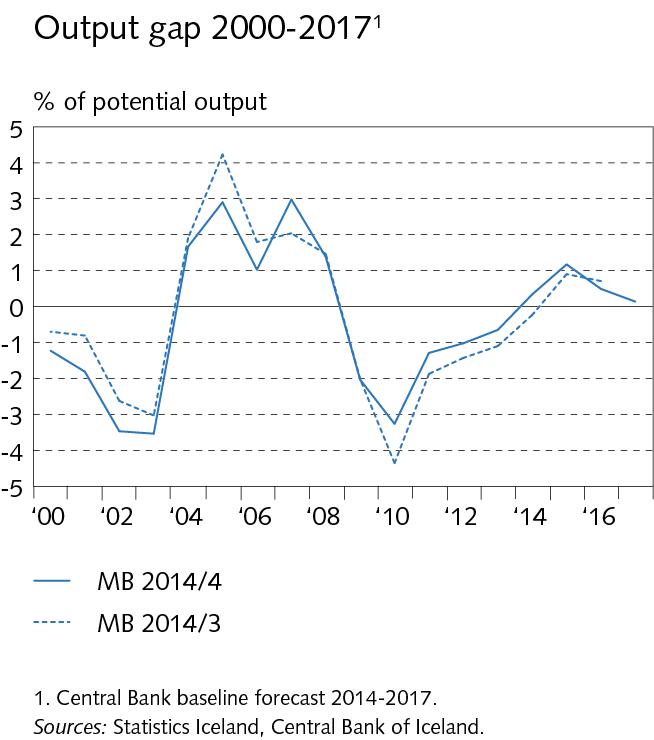 Output gap 2000-2017¹
% of potential output
5
4
3
2
1
0
-1
-2
-3
-4
-5
‘00 ‘02 ‘04 ‘06 ‘08 ‘10 ‘12 ‘14 ‘16
MB 2014/4
MB 2014/3
1. Central Bank baseline forecast 2014-2017.
Sources: Statistics Iceland, Central Bank of Iceland.